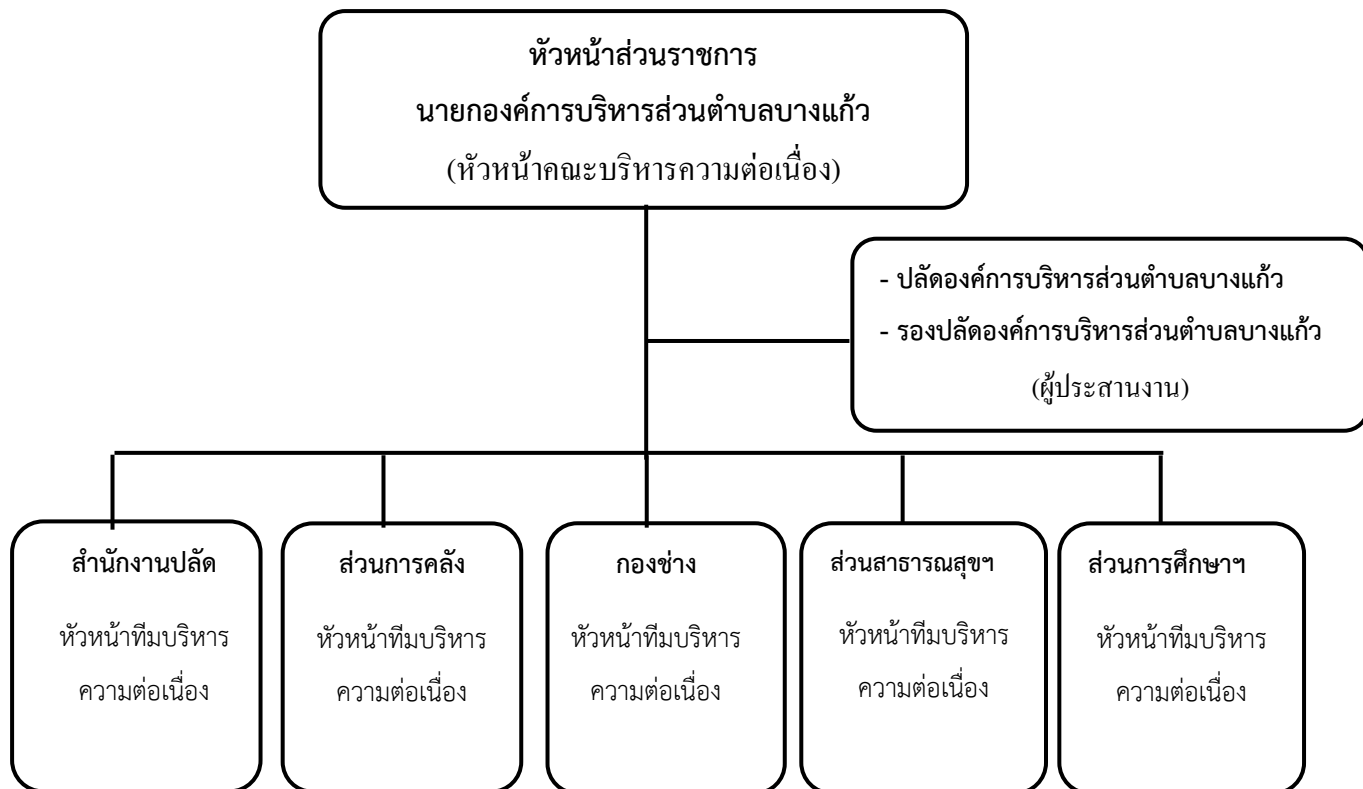 หัวหน้าส่วนราชการ
นายกองค์การบริหารส่วนตำบลบางแก้ว
(หัวหน้าคณะบริหารความต่อเนื่อง)
- ปลัดองค์การบริหารส่วนตำบลบางแก้ว
- รองปลัดองค์การบริหารส่วนตำบลบางแก้ว
(ผู้ประสานงาน)
สำนักงานปลัด
หัวหน้าทีมบริหาร
ความต่อเนื่อง
ส่วนการคลัง
หัวหน้าทีมบริหาร
ความต่อเนื่อง
กองช่าง
หัวหน้าทีมบริหาร
ความต่อเนื่อง
ส่วนสาธารณสุขฯ
หัวหน้าทีมบริหาร
ความต่อเนื่อง
ส่วนการศึกษาฯ
หัวหน้าทีมบริหาร
ความต่อเนื่อง